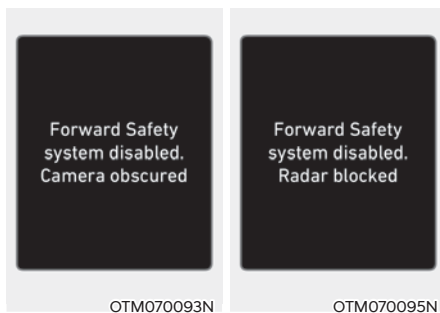 Forward Safety
system disabled.
Camera obscured
OTM070093N
Forward Safety
system disabled.
Radar blocked
OTM070095N